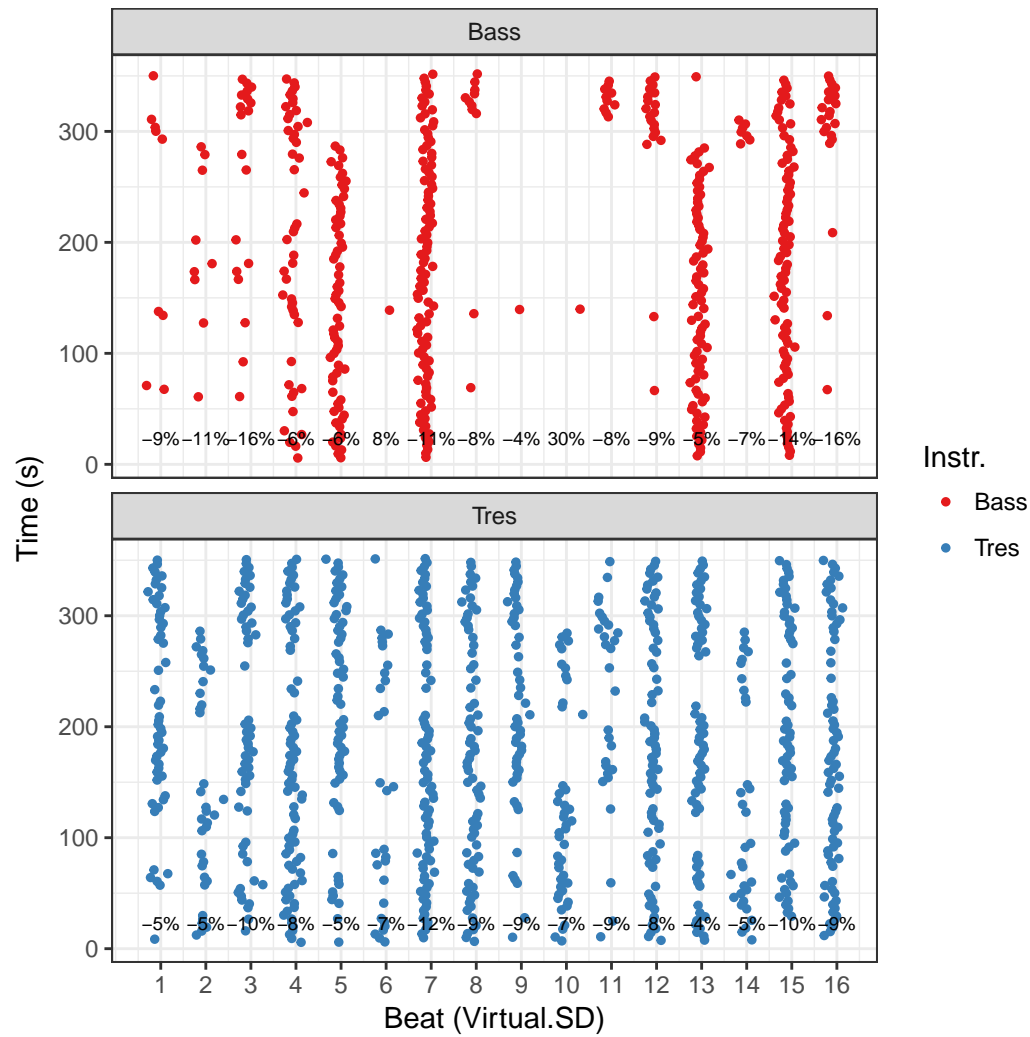 Bass
300
200
100
0
−9% −11% −16% −6% −6% 8% −11% −8% −4% 30% −8% −9% −5% −7% −14% −16%
Tres
300
200
100
0
−5% −5% −10% −8% −5% −7% −12% −9% −9% −7% −9% −8% −4% −5% −10% −9%
1 2 3 4 5 6 7 8 9 10 11 12 13 14 15 16
Beat (Virtual.SD)
Time (s)
Instr.
Bass
Tres